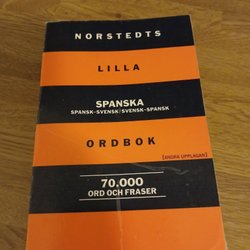 NORSTEDTS
LILLA
SPANSKA
SPANSK-SVENSK/SVENSK-SPANSK
ORDBOK
[ANDRA UPPLAGAN]
70.000
ORD OCH FRASER